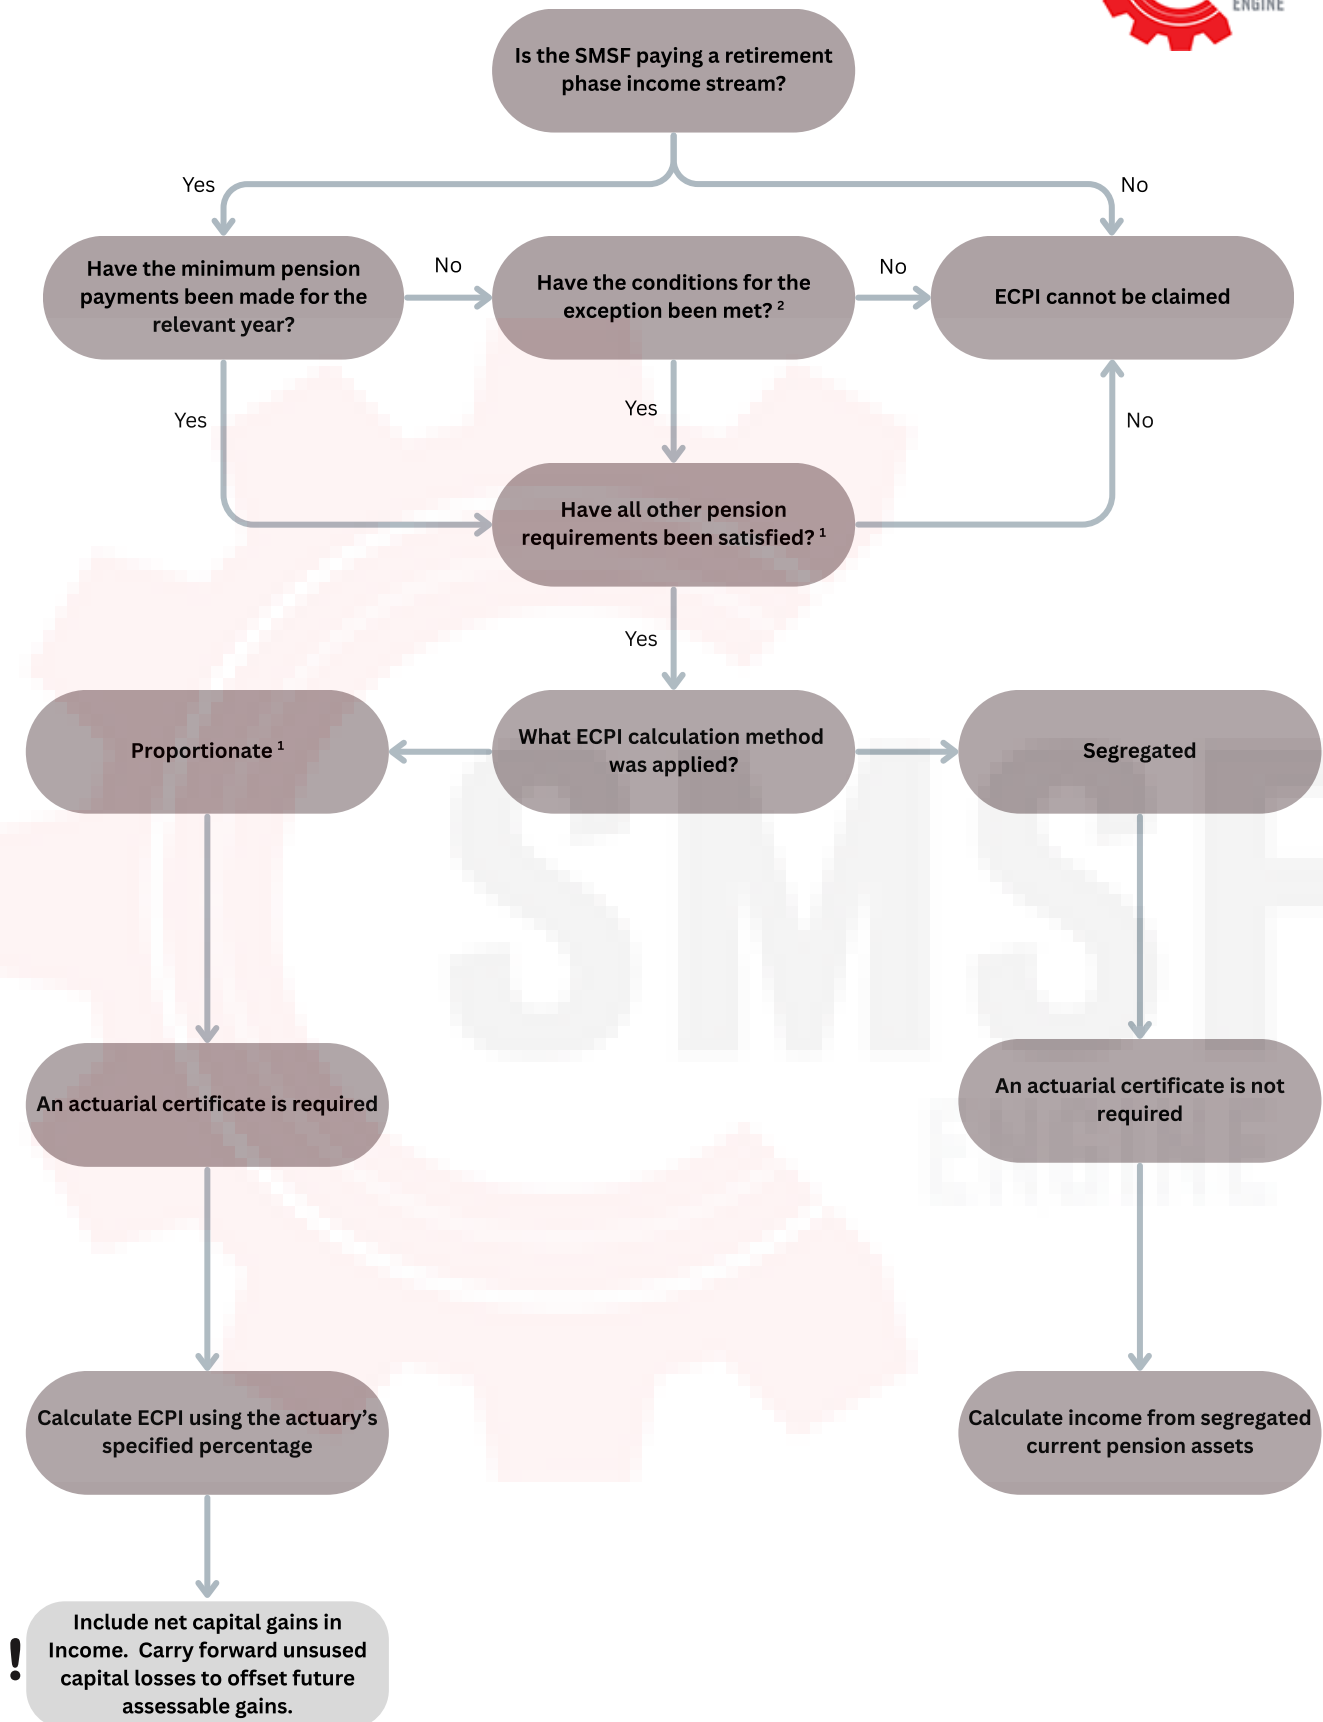 ENGINE
Is the SMSF paying a retirement
phase income stream?
Yes
No
Have the minimum pension
payments been made for the
relevant year?
No
Have the conditions for the
exception been met? 2
No
ECPI cannot be claimed
Yes
Yes
No
Have all other pension
requirements been satisfied? 1
Yes
Proportionate 1
What ECPI calculation method
was applied?
Segregated
SMSF
ENGINE
An actuarial certificate is required
An actuarial certificate is not
required
Calculate ECPI using the actuary’s
specified percentage
Calculate income from segregated
current pension assets
!
Include net capital gains in
Income.  Carry forward unsused
capital losses to offset future
assessable gains.